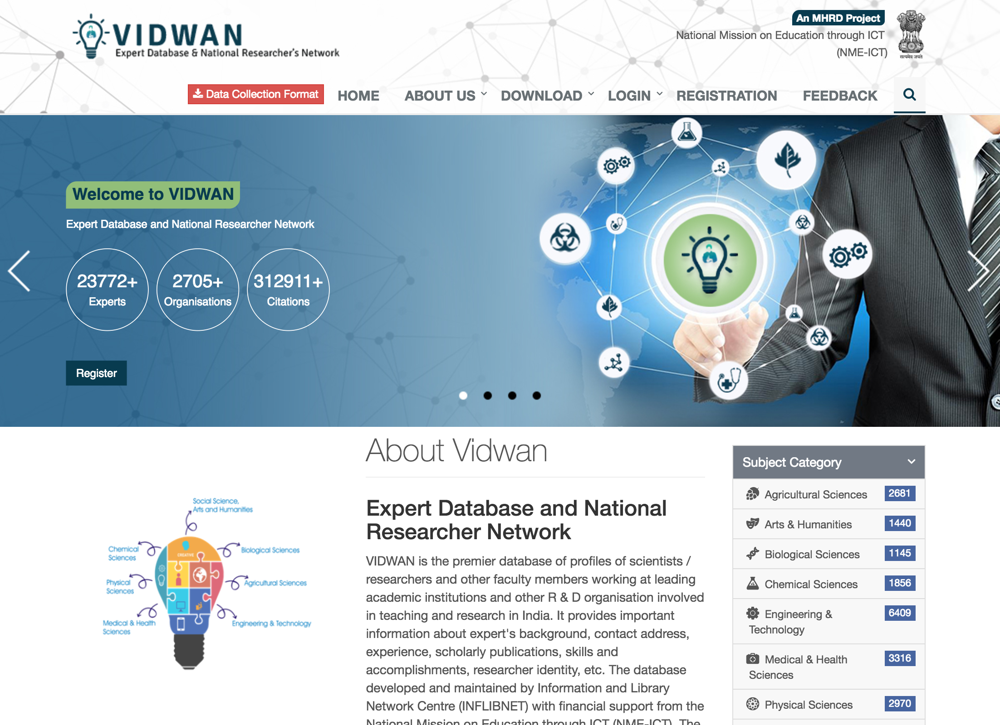 VIDWAN
Expert Database & National Researcher's Network
An MHRD Project
National Mission on Education through ICT
(NME-ICT)
सत्यमेव जयते
Data Collection Format
HOME
ABOUT US
DOWNLOAD
LOGIN
REGISTRATION
FEEDBACK
Welcome to VIDWAN
Expert Database and National Researcher Network
23772+
Experts
2705+
Organisations
312911+
Citations
Register
Social Science,
Arts and Humanities
Chemical
Sciences
Biological Sciences
CREATIVE
Physical
Sciences
Agricultural Sciences
Medical & Health
Sciences
Engineering & Technology
About Vidwan
Expert Database and National
Researcher Network
VIDWAN is the premier database of profiles of scientists /
researchers and other faculty members working at leading
academic institutions and other R & D organisation involved
in teaching and research in India. It provides important
information about expert's background, contact address,
experience, scholarly publications, skills and
accomplishments, researcher identity, etc. The database
developed and maintained by Information and Library
Network Centre (INFLIBNET) with financial support from the
National Mission on Education through ICT (NME-ICT). The
Subject Category
Agricultural Sciences 2681
Arts & Humanities 1440
Biological Sciences 1145
Chemical Sciences 1856
Engineering & 6409
Technology
Medical & Health 3316
Sciences
Physical Sciences 2970